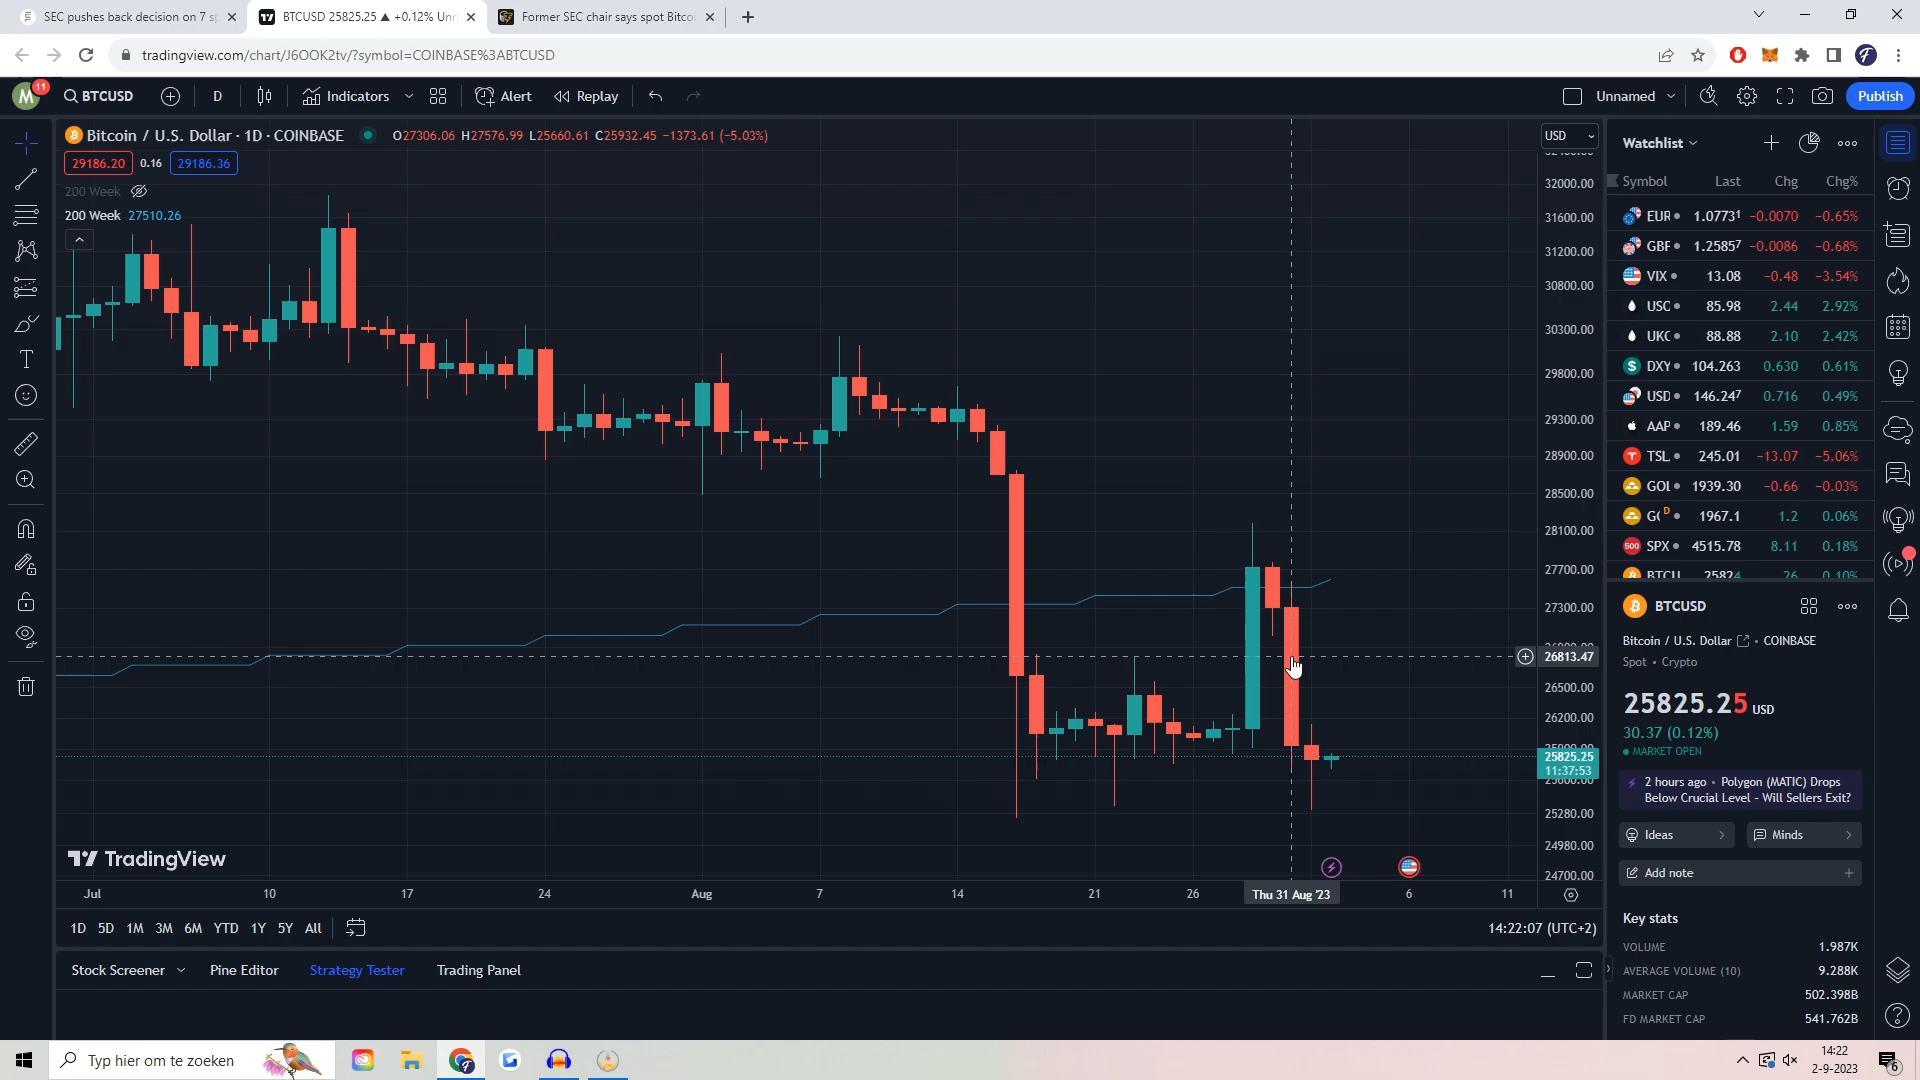 SEC pushes back decision on 7 s
BTCUSD 25825.25 ▲ +0.12% Unn
Former SEC chair says spot Bitco
tradingview.com/chart/J6OOK2tv/?symbol=COINBASE%3ABTCUSD
M 11
BTCUSD
D
Indicators
Alert
Replay
Unnamed
Publish
Bitcoin / U.S. Dollar · 1D · COINBASE
O27306.06 H27576.99 L25660.61 C25932.45 −1373.61 (−5.03%)
29186.20 0.16 29186.36
200 Week
200 Week 27510.26
USD
32000.00
31600.00
31200.00
30800.00
30300.00
29800.00
29300.00
28900.00
28500.00
28100.00
27700.00
27300.00
26813.47
26500.00
26200.00
25825.25
11:37:53
25280.00
24980.00
24700.00
TradingView
Jul 10 17 24 Aug 7 14 21 26 Thu 31 Aug '23 6 11
1D 5D 1M 3M 6M YTD 1Y 5Y All
14:22:07 (UTC+2)
Stock Screener Pine Editor Strategy Tester Trading Panel
Watchlist
Symbol Last Chg Chg%
EUR 1.07731 −0.0070 −0.65%
GBP 1.25857 −0.0086 −0.68%
VIX 13.08 −0.48 −3.54%
USC 85.98 2.44 2.92%
UKC 88.88 2.10 2.42%
DXY 104.263 0.630 0.61%
USD 146.247 0.716 0.49%
AAP 189.46 1.59 0.85%
TSL 245.01 −13.07 −5.06%
GOL 1939.30 −0.66 −0.03%
G( D 1967.1 1.2 0.06%
500 SPX 4515.78 8.11 0.18%
BTCU 25824 26 0.10%
BTCUSD
Bitcoin / U.S. Dollar • COINBASE
Spot • Crypto
25825.25 USD
30.37 (0.12%)
MARKET OPEN
2 hours ago • Polygon (MATIC) Drops
Below Crucial Level – Will Sellers Exit?
Ideas
Minds
Add note
Key stats
VOLUME 1.987K
AVERAGE VOLUME (10) 9.288K
MARKET CAP 502.398B
FD MARKET CAP 541.762B
Typ hier om te zoeken
14:22
2-9-2023
6